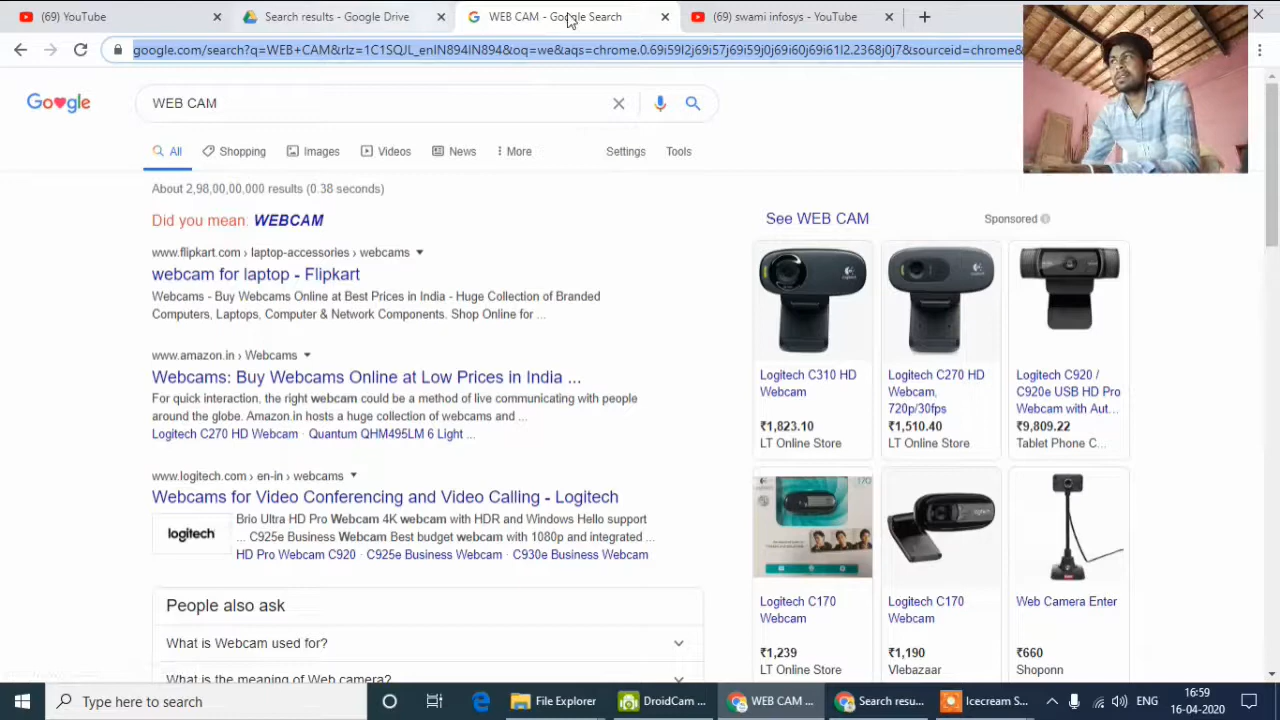 (69) YouTube
Search results - Google Drive
WEB CAM - Google Search
(69) swami infosys - YouTube
google.com/search?q=WEB+CAM&rlz=1C1SQJL_enIN894IN894&oq=we&aqs=chrome.0.69i59l2j69i57j69i59j0j69i60j69i61l2.2368j0j7&sourceid=chrome&
Google
WEB CAM
All
Shopping
Images
Videos
News
More
Settings
Tools
About 2,98,00,00,000 results (0.38 seconds)
Did you mean: WEBCAM
www.flipkart.com › laptop-accessories › webcams
webcam for laptop - Flipkart
Webcams - Buy Webcams Online at Best Prices in India - Huge Collection of Branded
Computers, Laptops, Computer & Network Components. Shop Online for ...
www.amazon.in › Webcams
Webcams: Buy Webcams Online at Low Prices in India ...
For quick interaction, the right webcam could be a method of live communicating with people
around the globe. Amazon.in hosts a huge collection of webcams and ...
Logitech C270 HD Webcam · Quantum QHM495LM 6 Light ...
www.logitech.com › en-in › webcams
Webcams for Video Conferencing and Video Calling - Logitech
logitech
Brio Ultra HD Pro Webcam 4K webcam with HDR and Windows Hello support
... C925e Business Webcam Best budget webcam with 1080p and integrated ...
HD Pro Webcam C920 · C925e Business Webcam · C930e Business Webcam
People also ask
What is Webcam used for?
What is the meaning of Web camera?
See WEB CAM
Sponsored
Logitech C310 HD
Webcam
₹1,823.10
LT Online Store
Logitech C270 HD
Webcam,
720p/30fps
₹1,510.40
LT Online Store
Logitech C920 /
C920e USB HD Pro
Webcam with Aut...
₹9,809.22
Tablet Phone C...
Logitech C170
Webcam
₹1,239
LT Online Store
Logitech C170
Webcam
₹1,190
Vlebazaar
Web Camera Enter
₹660
Shoponn
Type here to search
File Explorer
DroidCam ...
WEB CAM ...
Search resu...
Icecream S...
ENG
16:59
16-04-2020